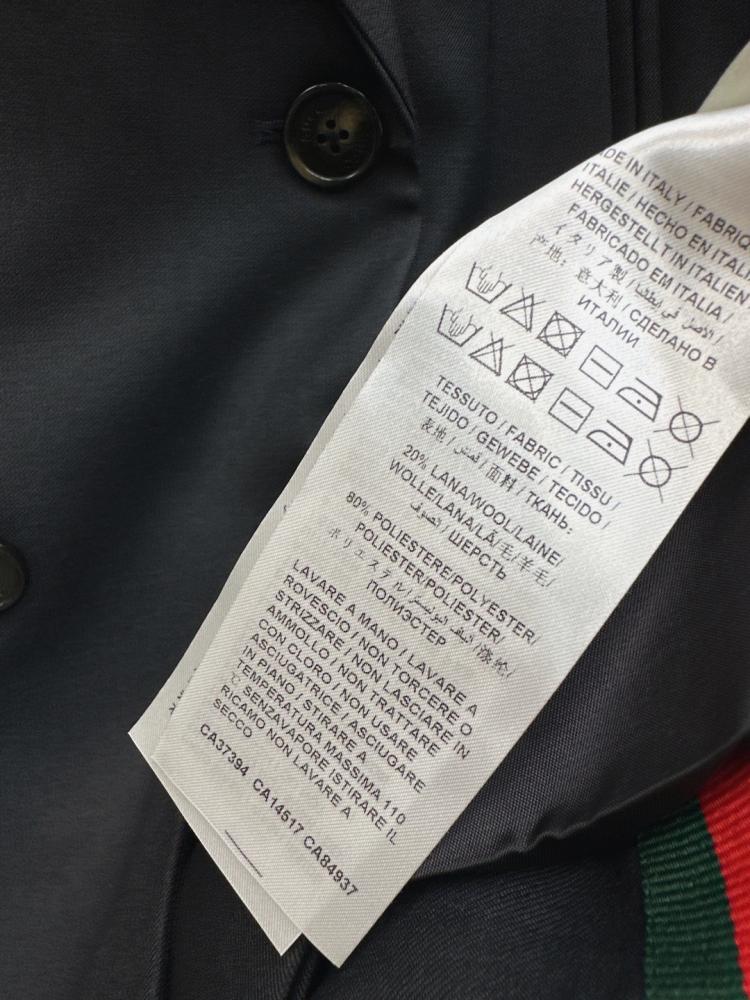 DE IN ITALY / FABRIQ
ITALIE / HECHO EN ITALI
HERGESTELLT IN ITALIEN
FABRICADO EM ITALIA /
イタリア製 / الأصل في إيطاليا /
产地: 意大利 / СДЕЛАНО В
ИТАЛИИ
TESSUTO / FABRIC / TISSU /
TEJIDO / GEWEBE / TECIDO /
表地 / قماش / 面料 / ТКАНЬ:
20% LANA/WOOL/LAINE/
WOLLE/LANA/LÃ/毛/羊毛/
الصوف / ШЕРСТЬ
80% POLIESTERE/POLYESTER/
POLIESTER/POLIESTER/
ポリエステル/ البوليستر /涤纶/
ПОЛИЭСТЕР
LAVARE A MANO / LAVARE A
ROVESCIO / NON TORCERE O
STRIZZARE / NON LASCIARE IN
AMMOLLO / NON TRATTARE
CON CLORO / NON USARE
ASCIUGATRICE / ASCIUGARE
IN PIANO / STIRARE A
TEMPERATURA MASSIMA 110
℃ SENZAVAPORE ISTIRARE IL
RICAMO NON LAVARE A
SECCO
CA37394 CA14517 CA84937